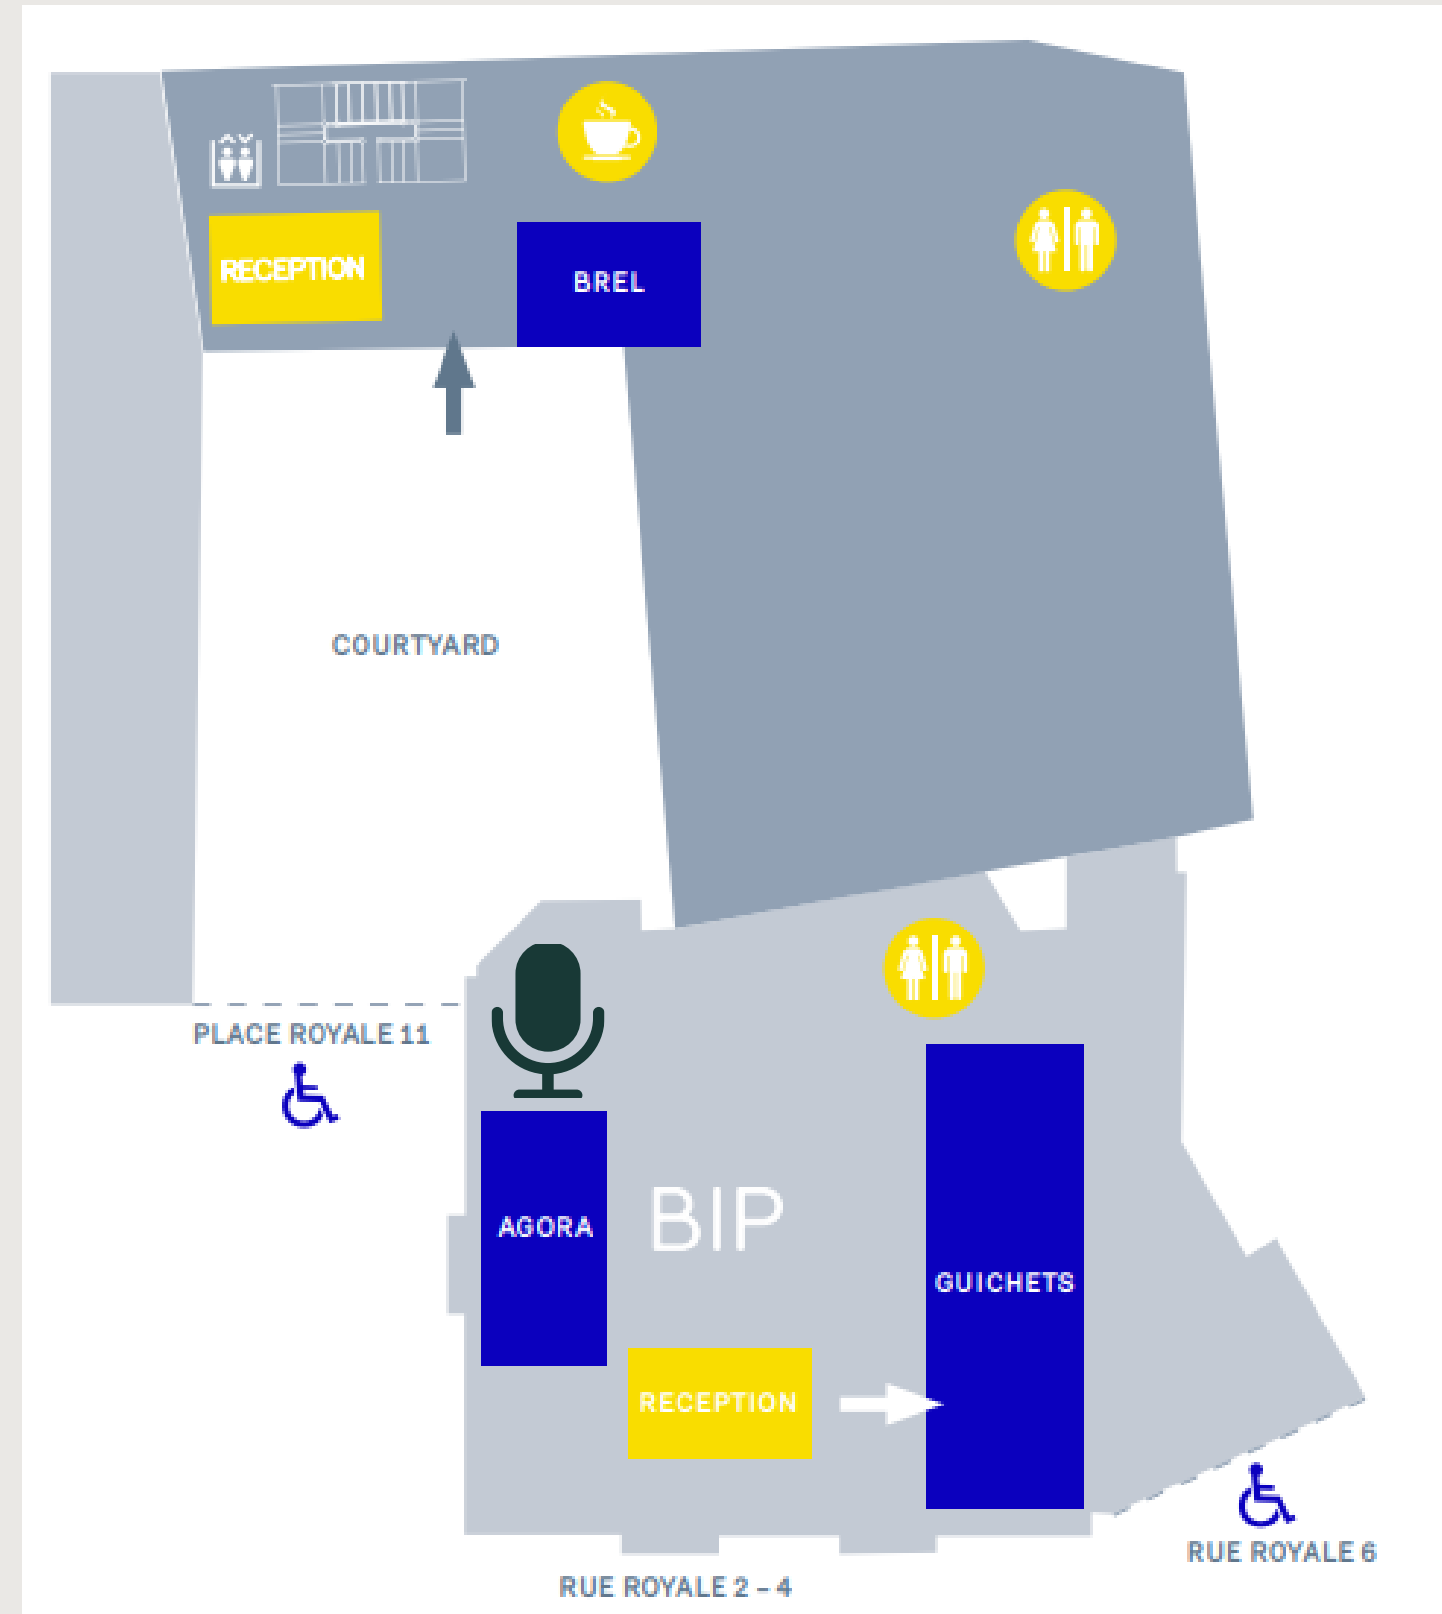 RECEPTION
BREL
COURTYARD
PLACE ROYALE 11
AGORA
BIP
GUICHETS
RECEPTION
RUE ROYALE 6
RUE ROYALE 2 – 4